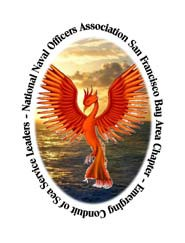 National Naval Officers Association San Francisco Bay Area Chapter - Emerging Conduit of Sea Service Leaders -